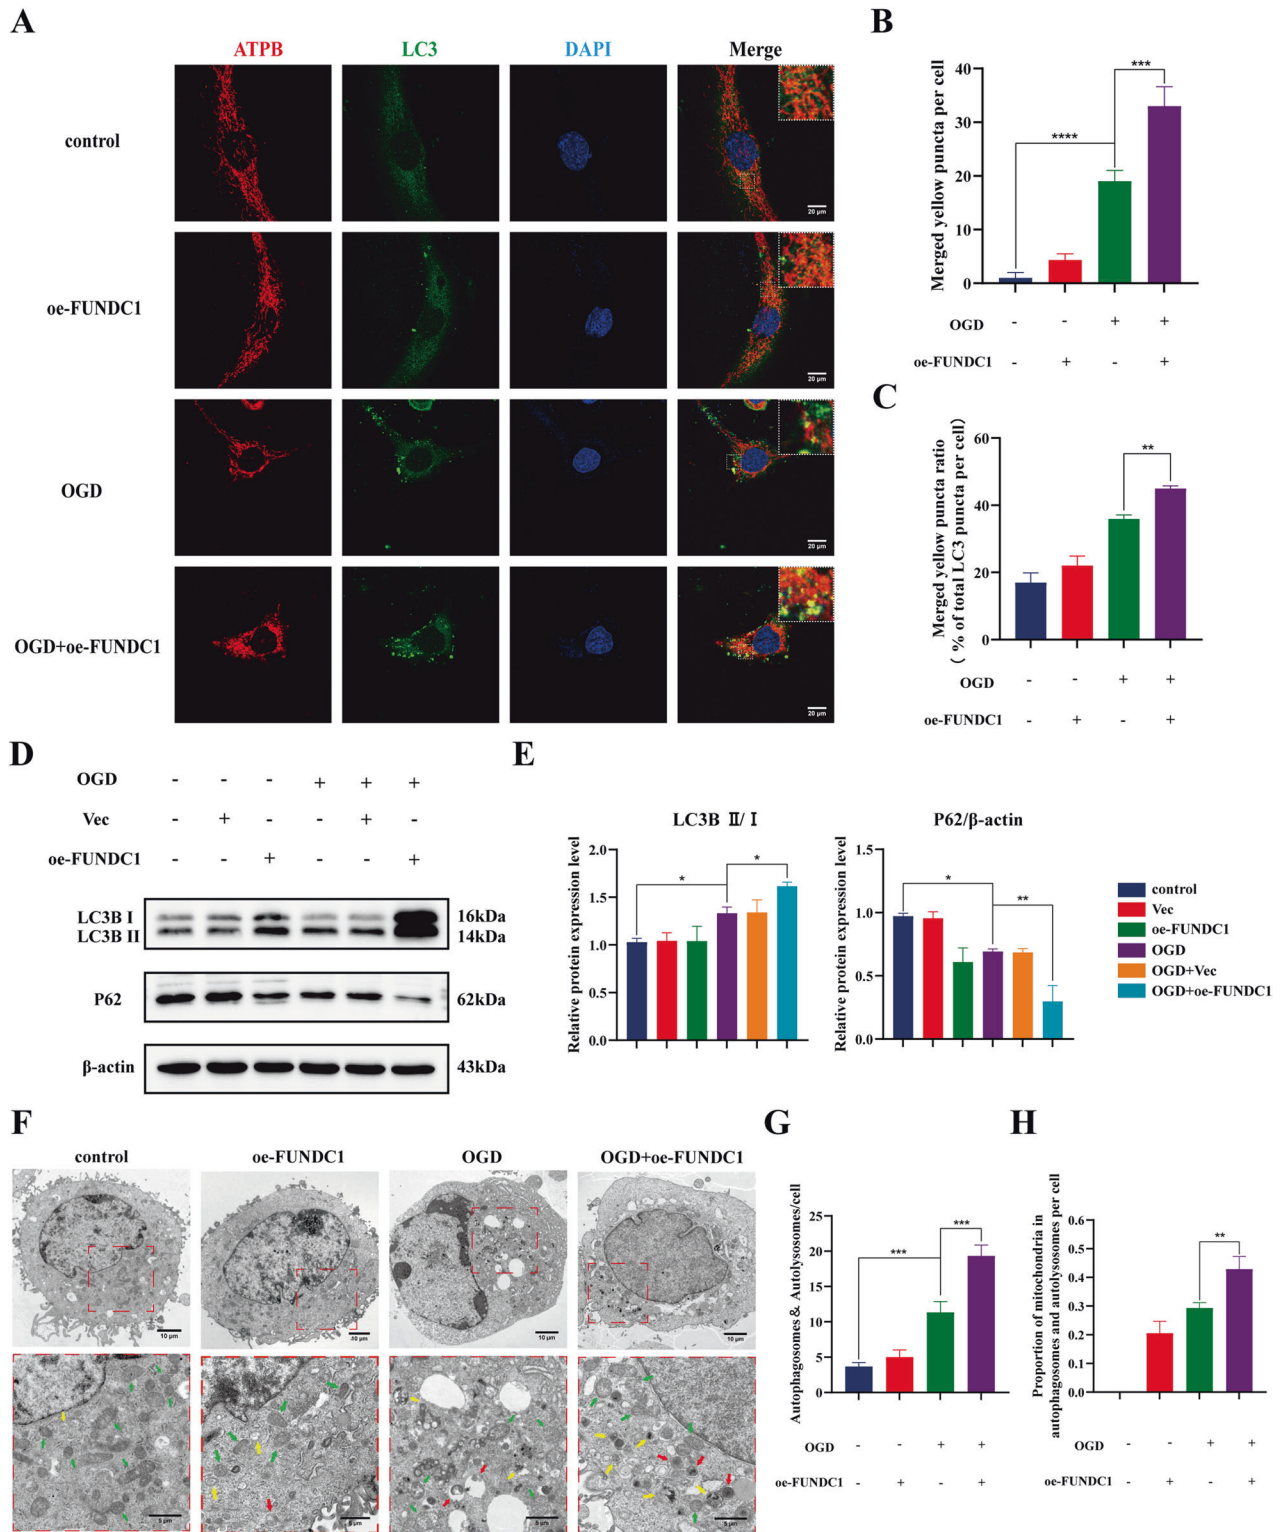 A
ATPB LC3 DAPI Merge
control
20 μm
oe-FUNDC1
20 μm
OGD
20 μm
OGD+oe-FUNDC1
20 μm
B
Merged yellow puncta per cell
40
30
20
10
0
****
***
OGD - - + +
oe-FUNDC1 - + - +
C
Merged yellow puncta ratio
( % of total LC3 puncta per cell)
60
40
20
0
**
OGD - - + +
oe-FUNDC1 - + - +
D
OGD - - - + + +
Vec - + - - + -
oe-FUNDC1 - - + - - +
LC3B I 16kDa
LC3B II 14kDa
P62 62kDa
β-actin 43kDa
E
LC3B Ⅱ/Ⅰ
Relative protein expression level
2.0
1.5
1.0
0.5
0.0
*
*
P62/β-actin
Relative protein expression level
1.5
1.0
0.5
0.0
*
**
control
Vec
oe-FUNDC1
OGD
OGD+Vec
OGD+oe-FUNDC1
F
control oe-FUNDC1 OGD OGD+oe-FUNDC1
10 μm 10 μm 10 μm 10 μm
5 μm 5 μm 5 μm 5 μm
G
Autophagosomes & Autolysosomes/cell
25
20
15
10
5
0
***
***
OGD - - + +
oe-FUNDC1 - + - +
H
Proportion of mitochondria in
autophagosomes and autolysosomes per cell
0.6
0.5
0.4
0.3
0.2
0.1
0.0
**
OGD - - + +
oe-FUNDC1 - + - +